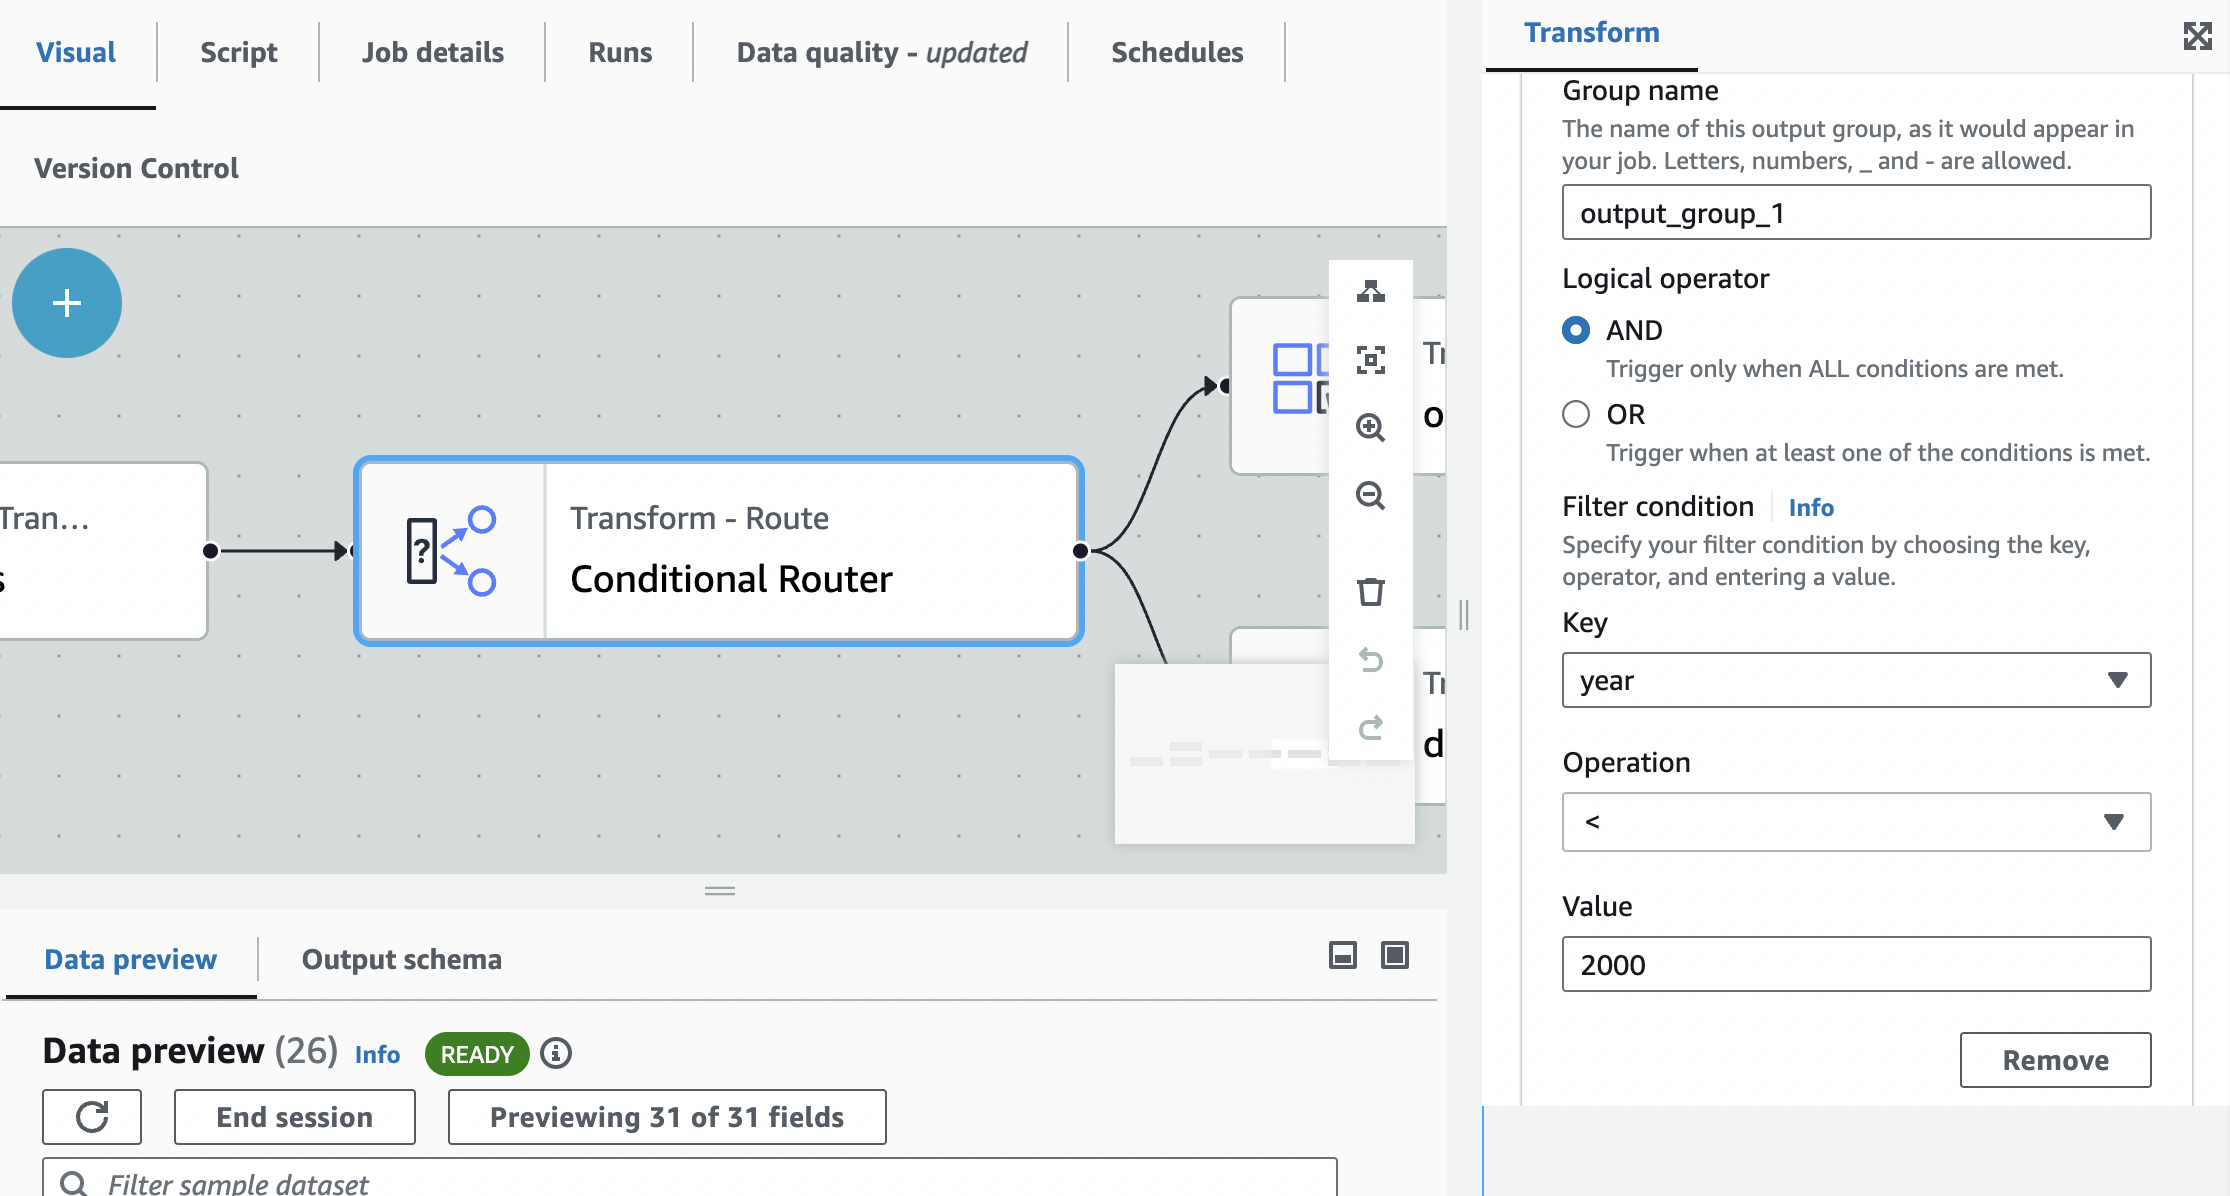 Visual
Script
Job details
Runs
Data quality - updated
Schedules
Version Control
Tran...
s
?
Transform - Route
Conditional Router
Tr
o
Tr
d
Data preview
Output schema
Data preview (26) Info READY
End session
Previewing 31 of 31 fields
Filter sample dataset
Transform
Group name
The name of this output group, as it would appear in
your job. Letters, numbers, _ and - are allowed.
output_group_1
Logical operator
AND
Trigger only when ALL conditions are met.
OR
Trigger when at least one of the conditions is met.
Filter condition Info
Specify your filter condition by choosing the key,
operator, and entering a value.
Key
year
Operation
<
Value
2000
Remove